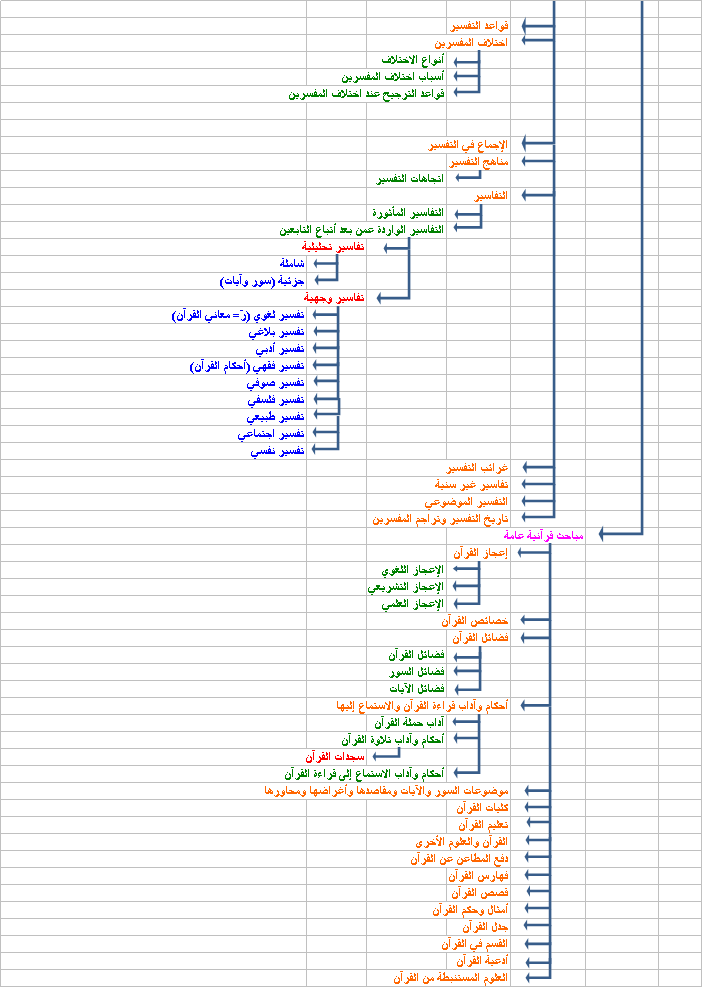 قواعد التفسير
اختلاف المفسرين
أنواع الاختلاف
أسباب اختلاف المفسرين
قواعد الترجيح عند اختلاف المفسرين
الإجماع في التفسير
مناهج التفسير
اتجاهات التفسير
التفاسير
التفاسير المأثورة
التفاسير الواردة عمن بعد أتباع التابعين
تفاسير تحليلية
شاملة
جزئية (سور وآيات)
تفاسير وجهية
تفسير لغوي (رَ= معاني القرآن)
تفسير بلاغي
تفسير أدبي
تفسير فقهي (أحكام القرآن)
تفسير صوفي
تفسير فلسفي
تفسير طبيعي
تفسير اجتماعي
تفسير نفسي
غرائب التفسير
تفاسير غير سنية
التفسير الموضوعي
تاريخ التفسير وتراجم المفسرين
مباحث قرآنية عامة
إعجاز القرآن
الإعجاز اللغوي
الإعجاز التشريعي
الإعجاز العلمي
خصائص القرآن
فضائل القرآن
فضائل القرآن
فضائل السور
فضائل الآيات
أحكام وآداب قراءة القرآن والاستماع إليها
آداب حملة القرآن
أحكام وآداب تلاوة القرآن
سجدات القرآن
أحكام وآداب الاستماع إلى قراءة القرآن
موضوعات السور والآيات ومقاصدها وأغراضها ومحاورها
كليات القرآن
تعليم القرآن
القرآن والعلوم الأخرى
دفع المطاعن عن القرآن
فهارس القرآن
قصص القرآن
أمثال وحكم القرآن
جدل القرآن
القسم في القرآن
أدعية القرآن
العلوم المستنبطة من القرآن